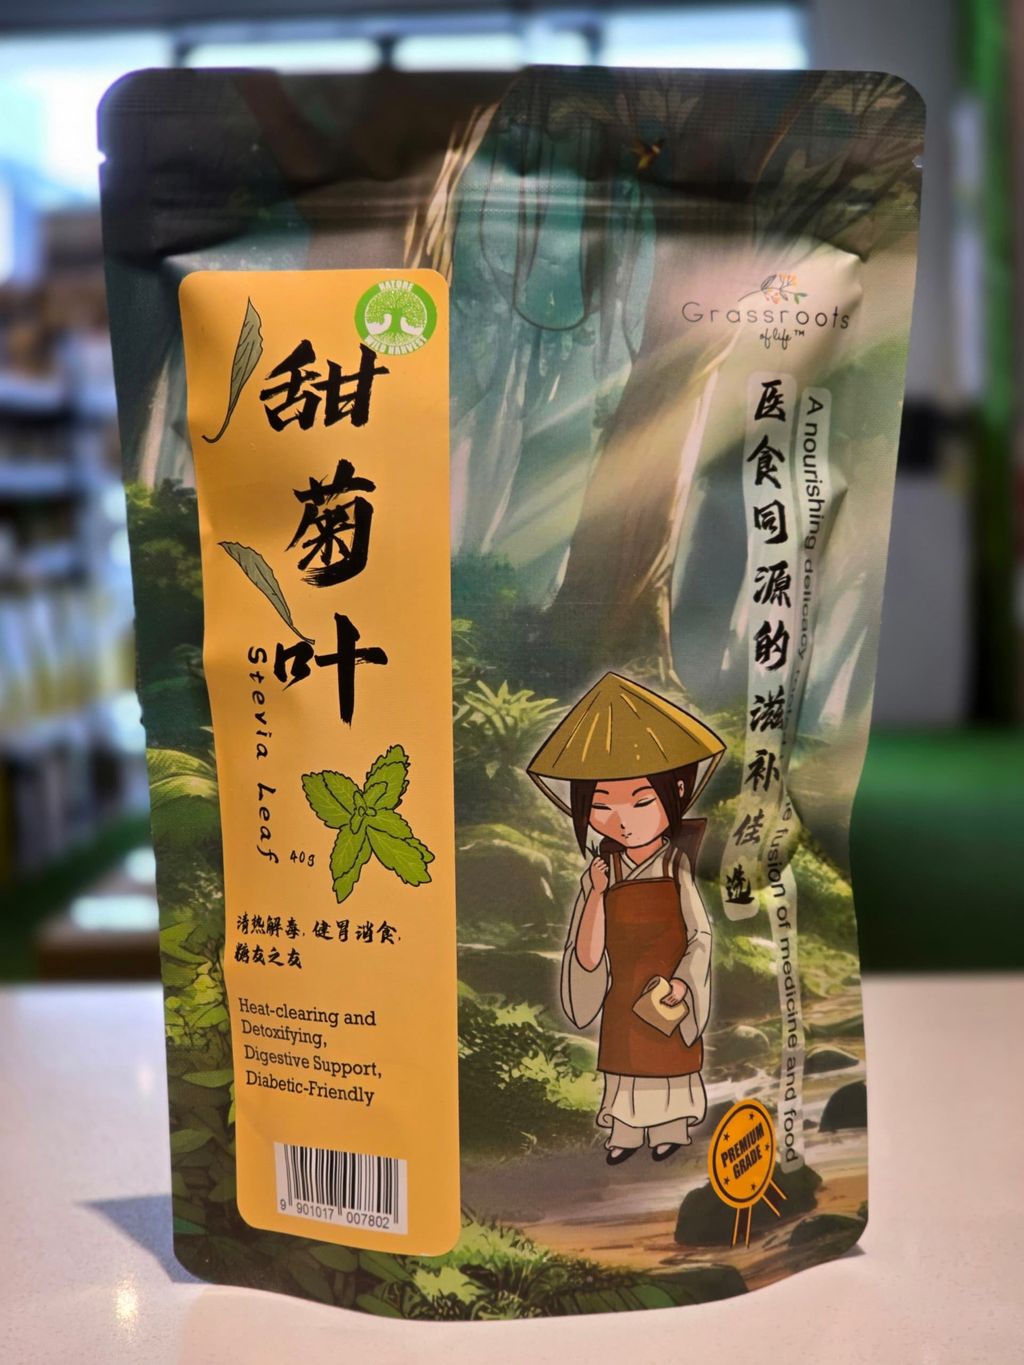 NATURE
WILD HARVEST
甜菊叶
Stevia Leaf
40g
清热解毒, 健胃消食,
糖友之友
Heat-clearing and
Detoxifying,
Digestive Support,
Diabetic-Friendly
9 901017 007802
Grassroots
of life™
医食同源的滋补佳选
A nourishing delicacy
fusion of medicine and food
PREMIUM
GRADE